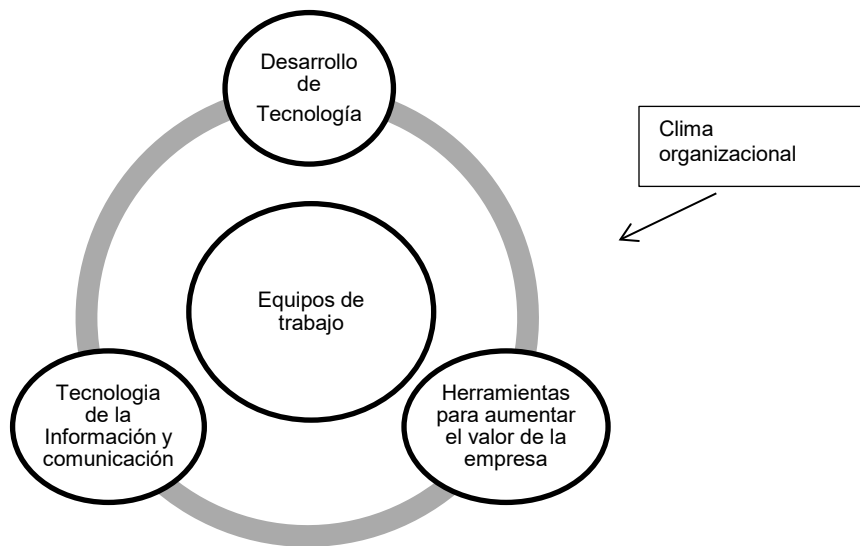 Desarrollo
de
Tecnología
Clima
organizacional
Equipos de
trabajo
Tecnologia
de la
Información y
comunicación
Herramientas
para aumentar
el valor de la
empresa